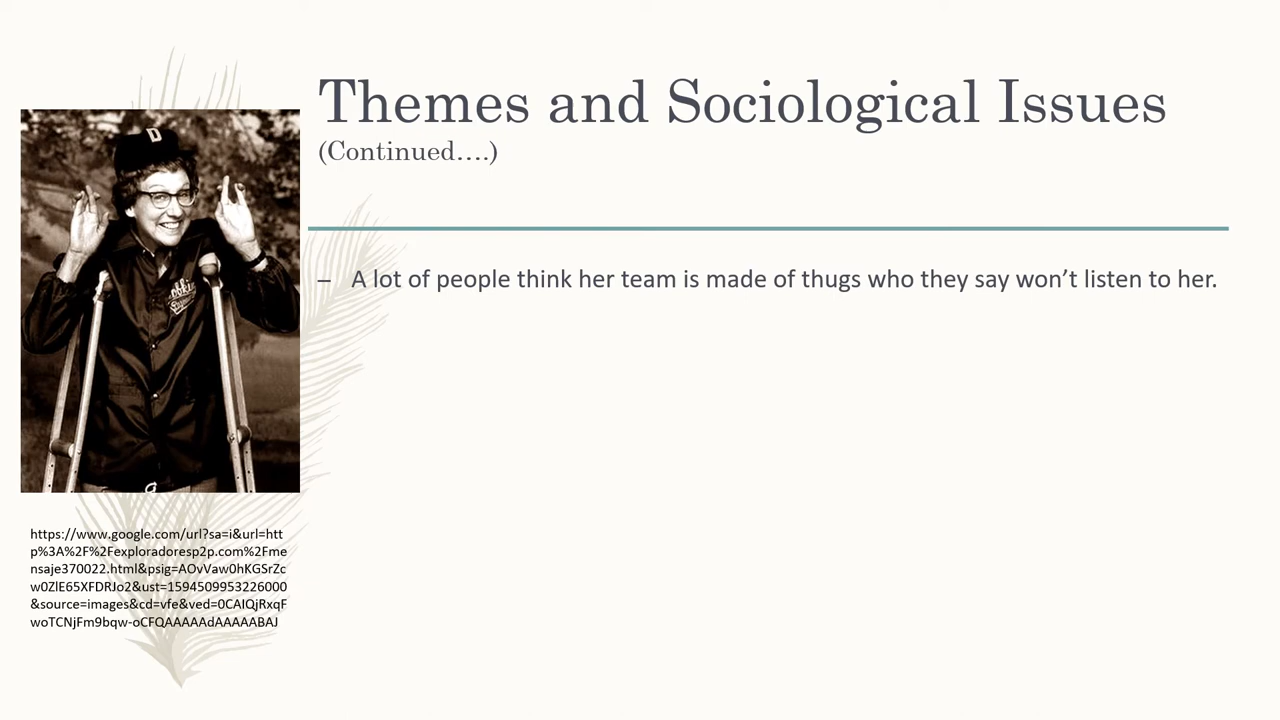 Themes and Sociological Issues
(Continued....)
– A lot of people think her team is made of thugs who they say won’t listen to her.
D
https://www.google.com/url?sa=i&url=htt
p%3A%2F%2Fexploradoresp2p.com%2Fme
nsaje370022.html&psig=AOvVaw0hKGSrZc
w0ZlE65XFDRJo2&ust=1594509953226000
&source=images&cd=vfe&ved=0CAIQjRxqF
woTCNjFm9bqw-oCFQAAAAAdAAAAABAJ